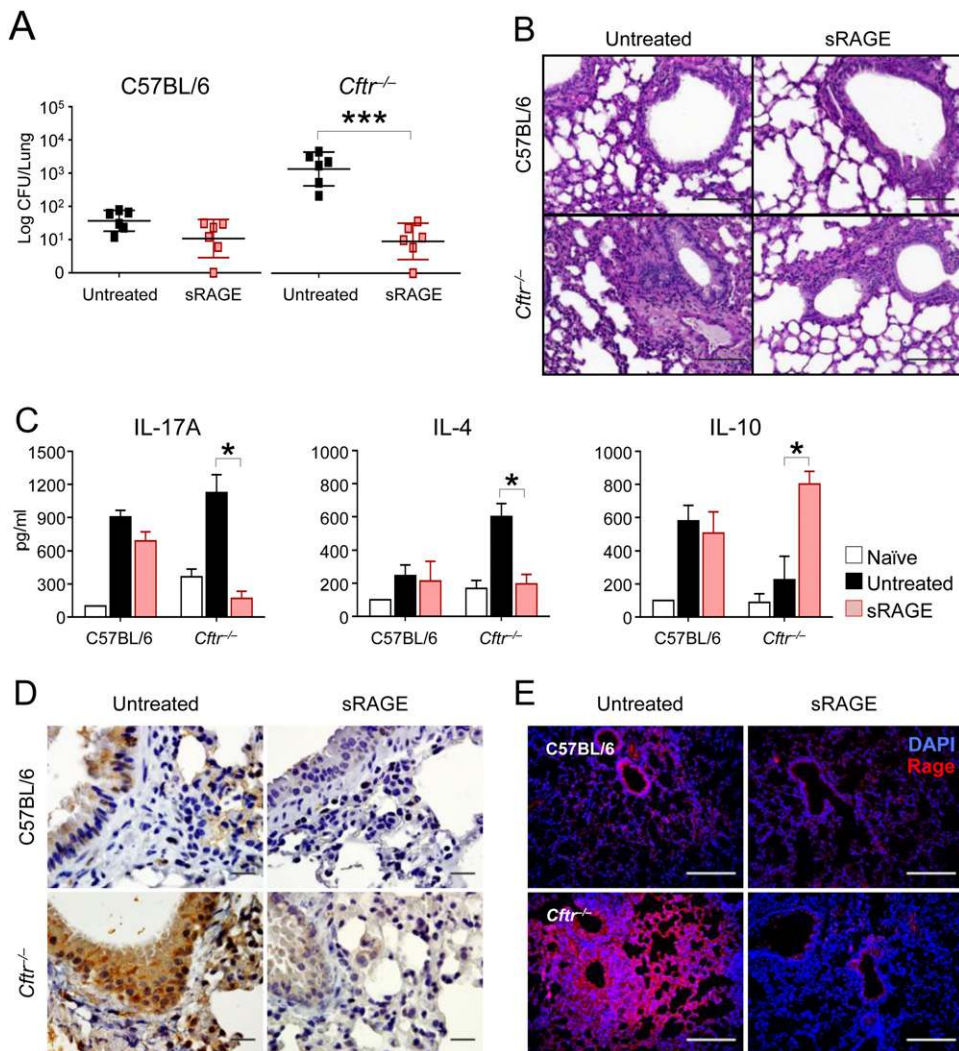 A
C57BL/6
Cftr–/–
Log CFU/Lung
10⁵
10⁴
10³
10²
10¹
0
***
Untreated
sRAGE
Untreated
sRAGE
B
Untreated
sRAGE
C57BL/6
Cftr–/–
C
IL-17A
pg/ml
1500
1200
900
600
300
0
*
C57BL/6
Cftr–/–
IL-4
1000
800
600
400
200
0
*
C57BL/6
Cftr–/–
IL-10
1000
800
600
400
200
0
*
C57BL/6
Cftr–/–
Naïve
Untreated
sRAGE
D
Untreated
sRAGE
C57BL/6
Cftr–/–
E
Untreated
sRAGE
C57BL/6
DAPI
Rage
Cftr–/–